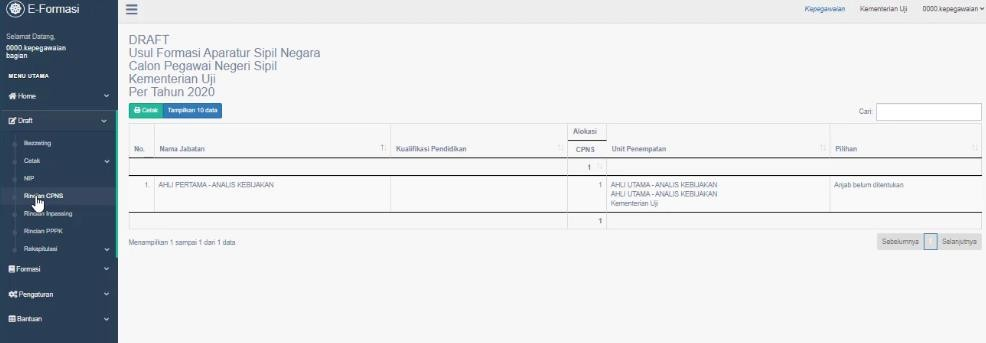 E-Formasi
Kepegawaian Kementerian Uji 0000.kepegawaian
Selamat Datang,
0000.kepegawaian
bagian
MENU UTAMA
Home
Draft
Bezzeting
Cetak
NIP
Rincian CPNS
Rincian Inpassing
Rincian PPPK
Rekapitulasi
Formasi
Pengaturan
Bantuan
DRAFT
Usul Formasi Aparatur Sipil Negara
Calon Pegawai Negeri Sipil
Kementerian Uji
Per Tahun 2020
Cetak Tampilkan 10 data
Cari:
Alokasi
No. Nama Jabatan Kualifikasi Pendidikan CPNS Unit Penempatan Pilihan
1
1. AHLI PERTAMA - ANALIS KEBIJAKAN 1 AHLI UTAMA - ANALIS KEBIJAKAN Anjab belum ditentukan
AHLI UTAMA - ANALIS KEBIJAKAN
Kementerian Uji
1
Menampilkan 1 sampai 1 dari 1 data
Sebelumnya 1 Selanjutnya